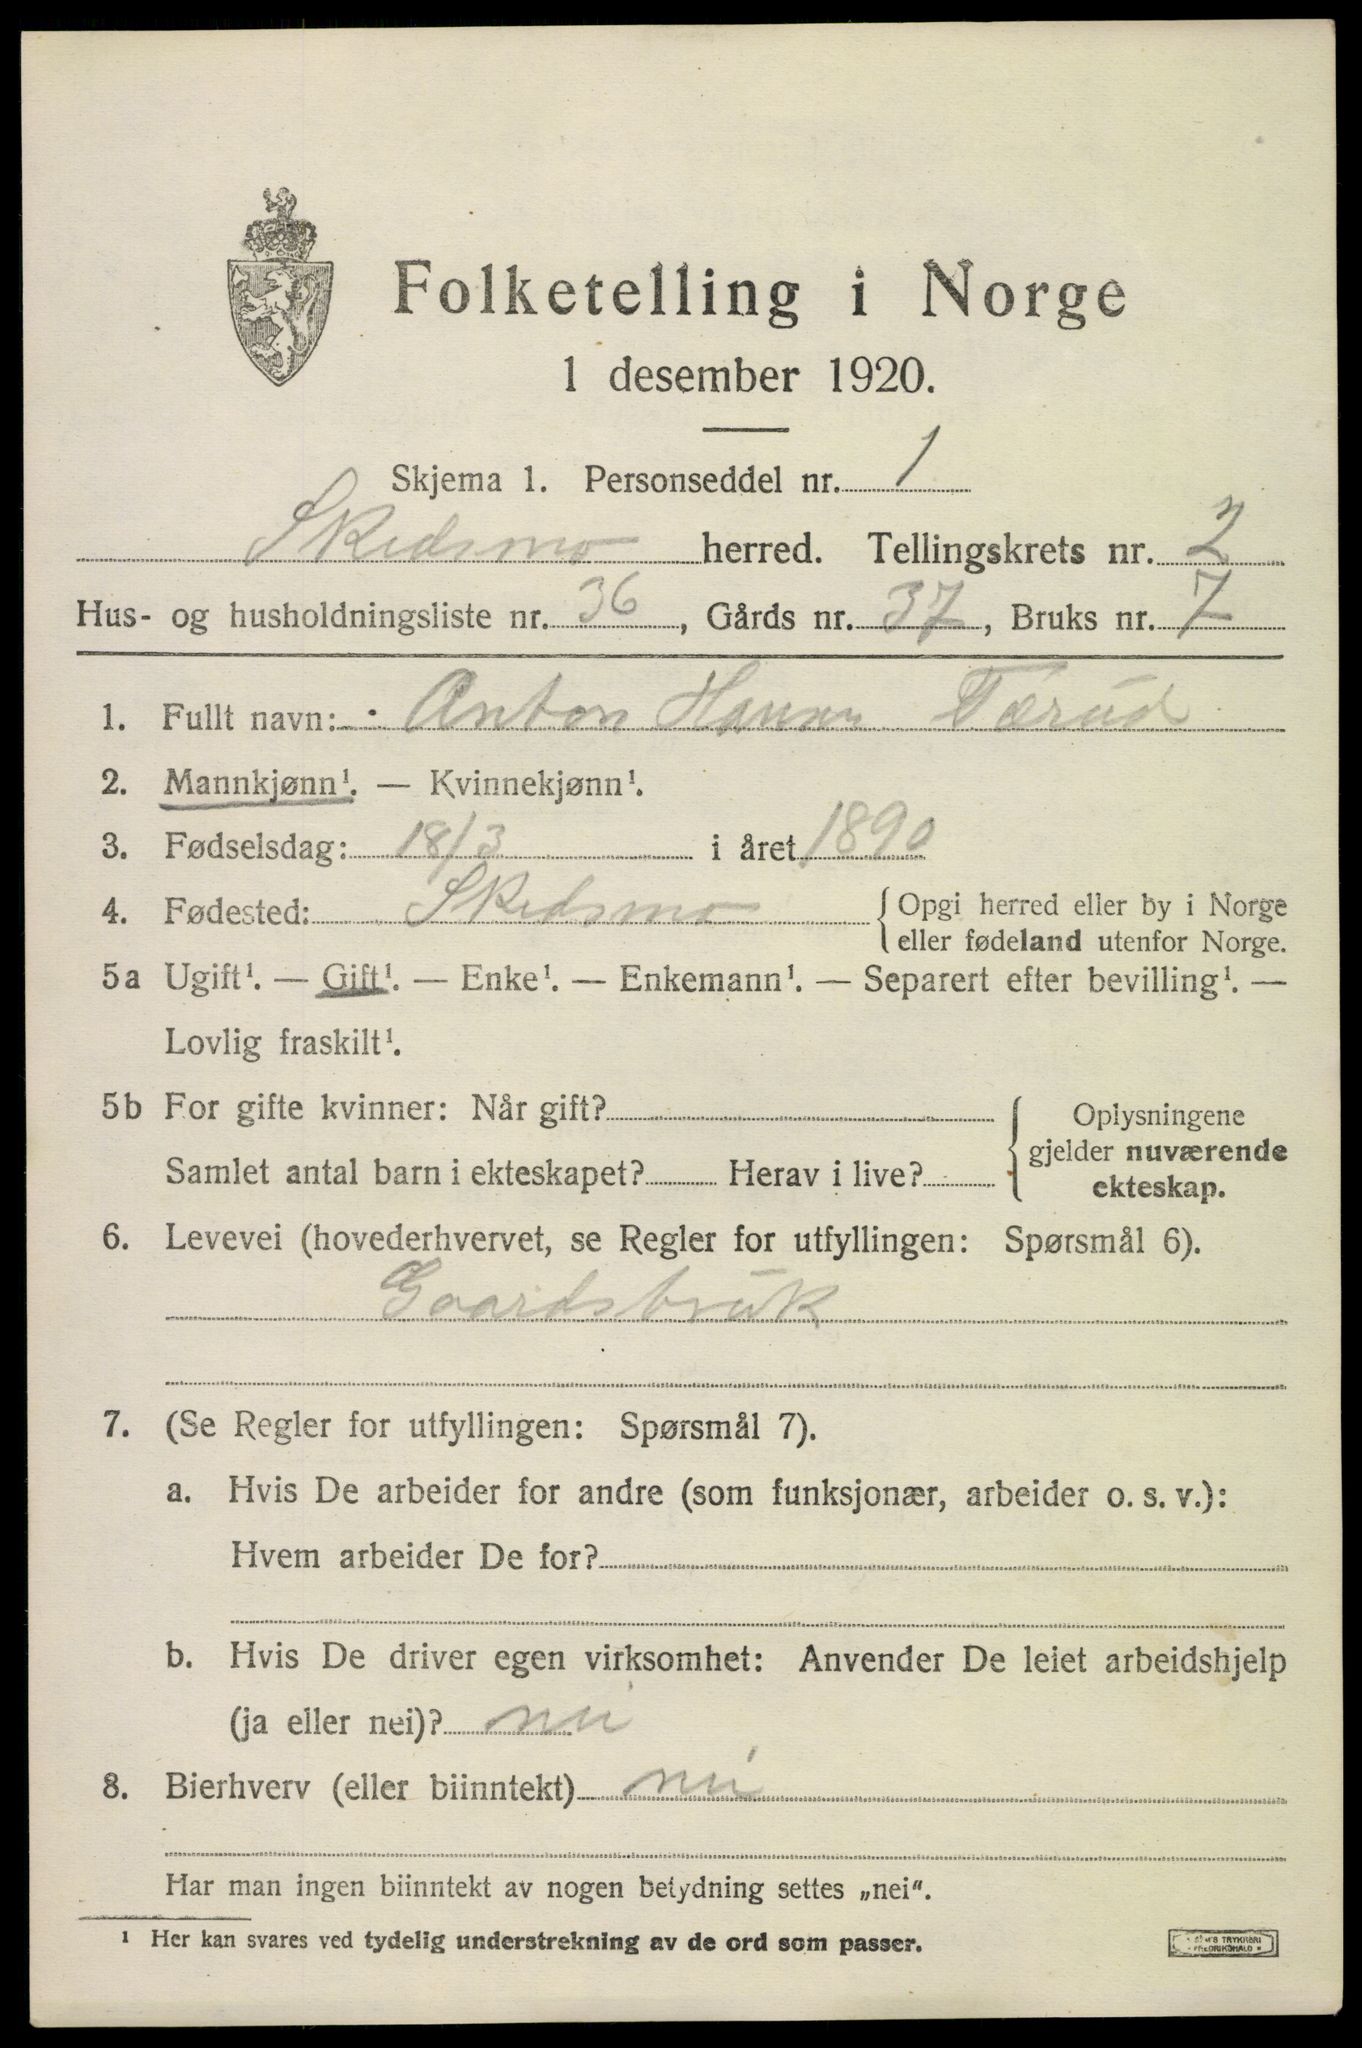 Folketelling i Norge
1 desember 1920.
Skjema 1. Personseddel nr. 1
Skedsmo herred. Tellingskrets nr. 2
Hus- og husholdningsliste nr. 36, Gårds nr. 37, Bruks nr. 7
1. Fullt navn: Anton Færud
2. Mannkjønn¹. — Kvinnekjønn¹.
3. Fødselsdag: 18/3 i året 1890
4. Fødested: Skedsmo
{Opgi herred eller by i Norge
eller fødeland utenfor Norge.
5a Ugift¹. — Gift¹. — Enke¹. — Enkemann¹. — Separert efter bevilling¹. —
Lovlig fraskilt¹.
5b For gifte kvinner: Når gift?
Samlet antal barn i ekteskapet? Herav i live?
{Oplysningene
gjelder nuværende
ekteskap.
6. Levevei (hovederhvervet, se Regler for utfyllingen: Spørsmål 6).
Gaardsbruk
7. (Se Regler for utfyllingen: Spørsmål 7).
a. Hvis De arbeider for andre (som funksjonær, arbeider o. s. v.):
Hvem arbeider De for?
b. Hvis De driver egen virksomhet: Anvender De leiet arbeidshjelp
(ja eller nei)? nei
8. Bierhverv (eller biinntekt) nei
Har man ingen biinntekt av nogen betydning settes „nei“.
¹ Her kan svares ved tydelig understrekning av de ord som passer.